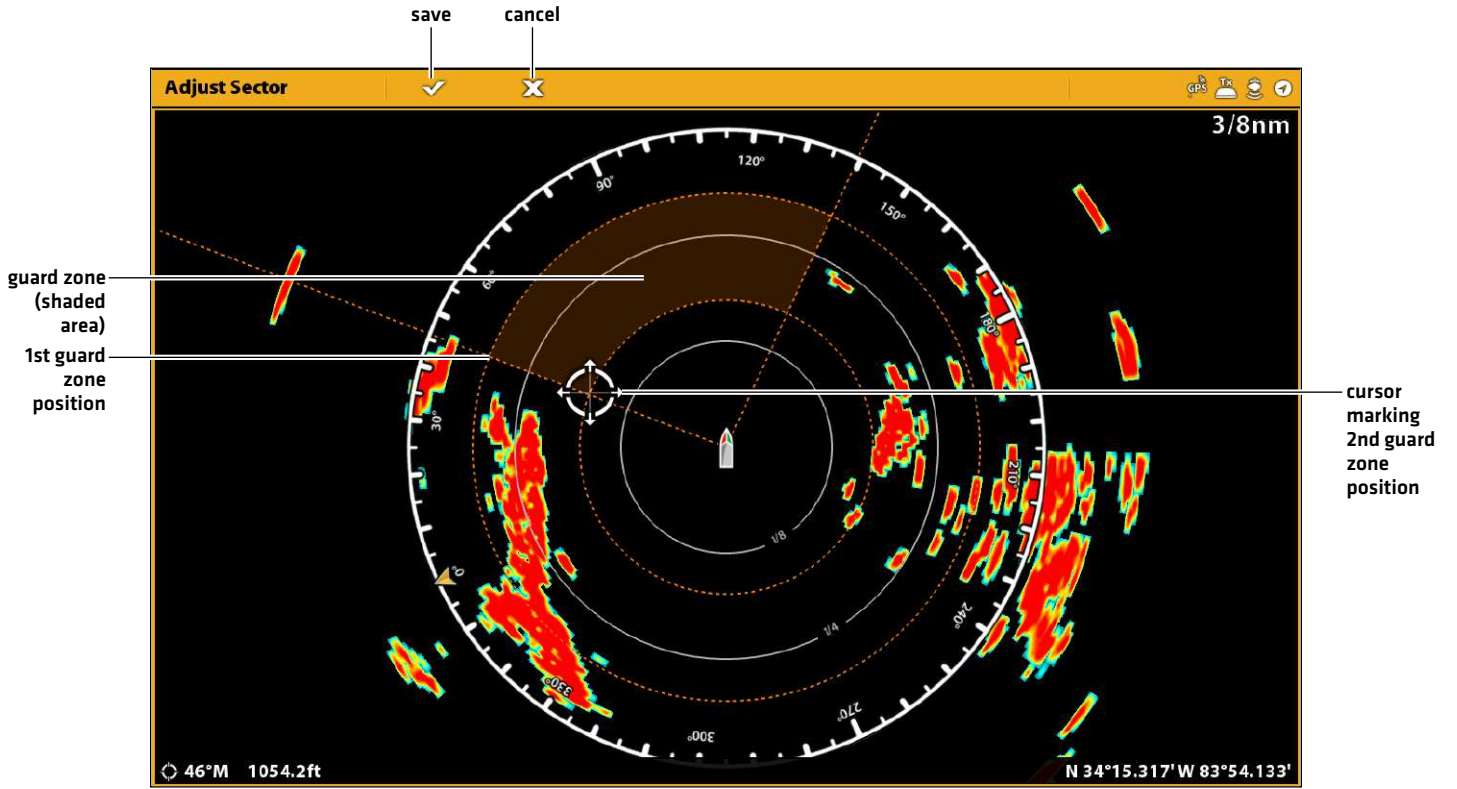 save
cancel
Adjust Sector
GPS
Tx
3/8nm
120°
90°
150°
60°
180°
30°
210°
0°
240°
330°
270°
300°
1/8
1/4
guard zone
(shaded
area)
1st guard
zone
position
cursor
marking
2nd guard
zone
position
46°M 1054.2ft
N 34°15.317' W 83°54.133'